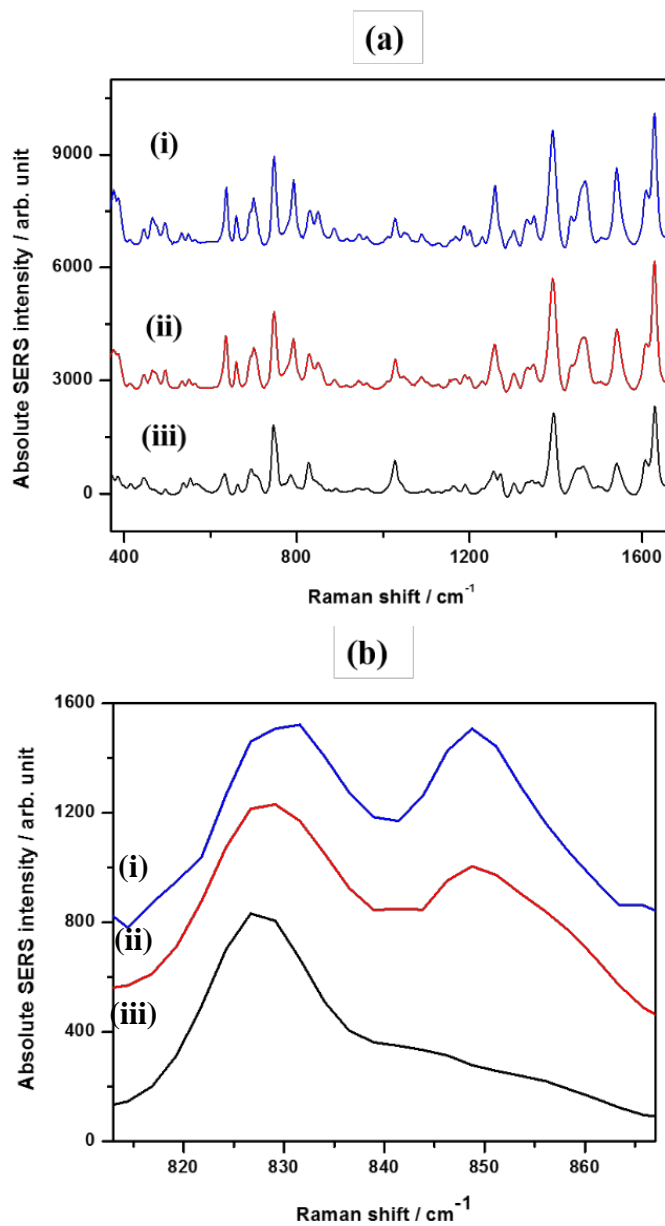 (a)
Absolute SERS intensity / arb. unit
9000
6000
3000
0
(i)
(ii)
(iii)
400
800
1200
1600
Raman shift / cm-1
(b)
Absolute SERS intensity / arb. unit
1600
1200
800
400
0
(i)
(ii)
(iii)
820
830
840
850
860
Raman shift / cm-1